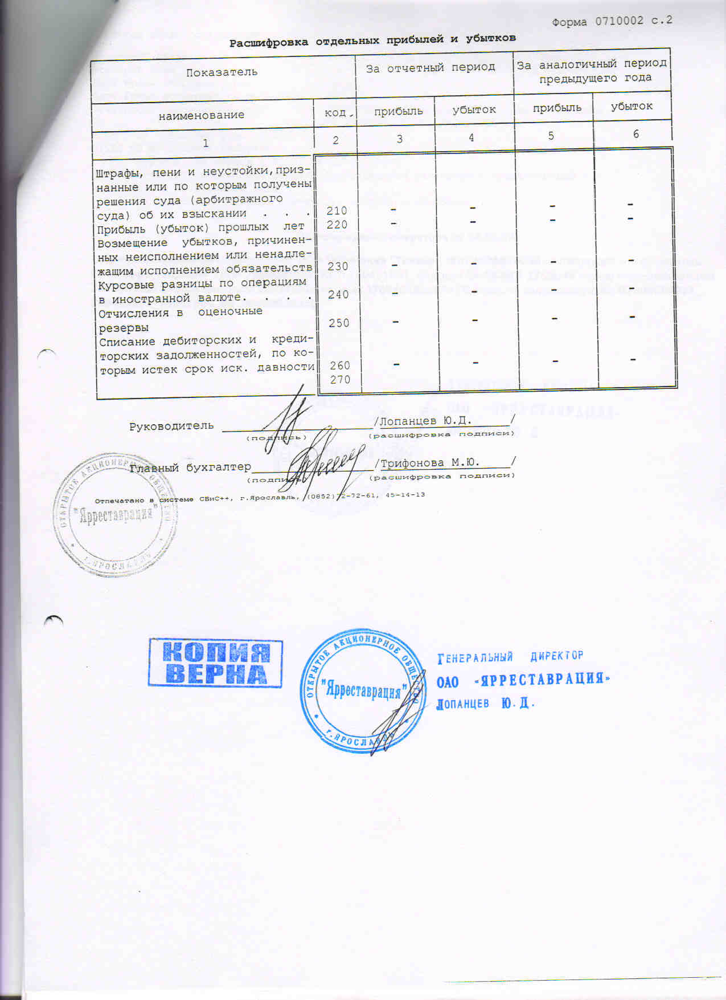 Форма 0710002 с.2
Расшифровка отдельных прибылей и убытков
Показатель За отчетный период За аналогичный период
предыдущего года
наименование код прибыль убыток прибыль убыток
1 2 3 4 5 6
Штрафы, пени и неустойки,приз-
нанные или по которым получены
решения суда (арбитражного
суда) об их взыскании . . . 210 - - - -
Прибыль (убыток) прошлых лет 220 - - - -
Возмещение убытков, причинен-
ных неисполнением или ненадле-
жащим исполнением обязательств 230 - - -
Курсовые разницы по операциям
в иностранной валюте. . . . 240 - - -
Отчисления в оценочные
резервы 250 - - - -
Списание дебиторских и креди-
торских задолженностей, по ко-
торым истек срок иск. давности 260 - - - -
270
Руководитель /Лопанцев Ю.Д. /
(подпись) (расшифровка подписи)
Главный бухгалтер /Трифонова М.Ю. /
(подпись) (расшифровка подписи)
Отпечатано в системе СБиС++, г.Ярославль, (0852)72-72-61, 45-14-13
ОТКРЫТОЕ АКЦИОНЕРНОЕ ОБЩЕСТВО
"Ярреставрация"
г.ЯРОСЛАВЛЬ
КОПИЯ
ВЕРНА
ОТКРЫТОЕ АКЦИОНЕРНОЕ ОБЩЕСТВО
"Ярреставрация"
г.ЯРОСЛАВЛЬ
ГЕНЕРАЛЬНЫЙ ДИРЕКТОР
ОАО «ЯРРЕСТАВРАЦИЯ»
ЛОПАНЦЕВ Ю.Д.